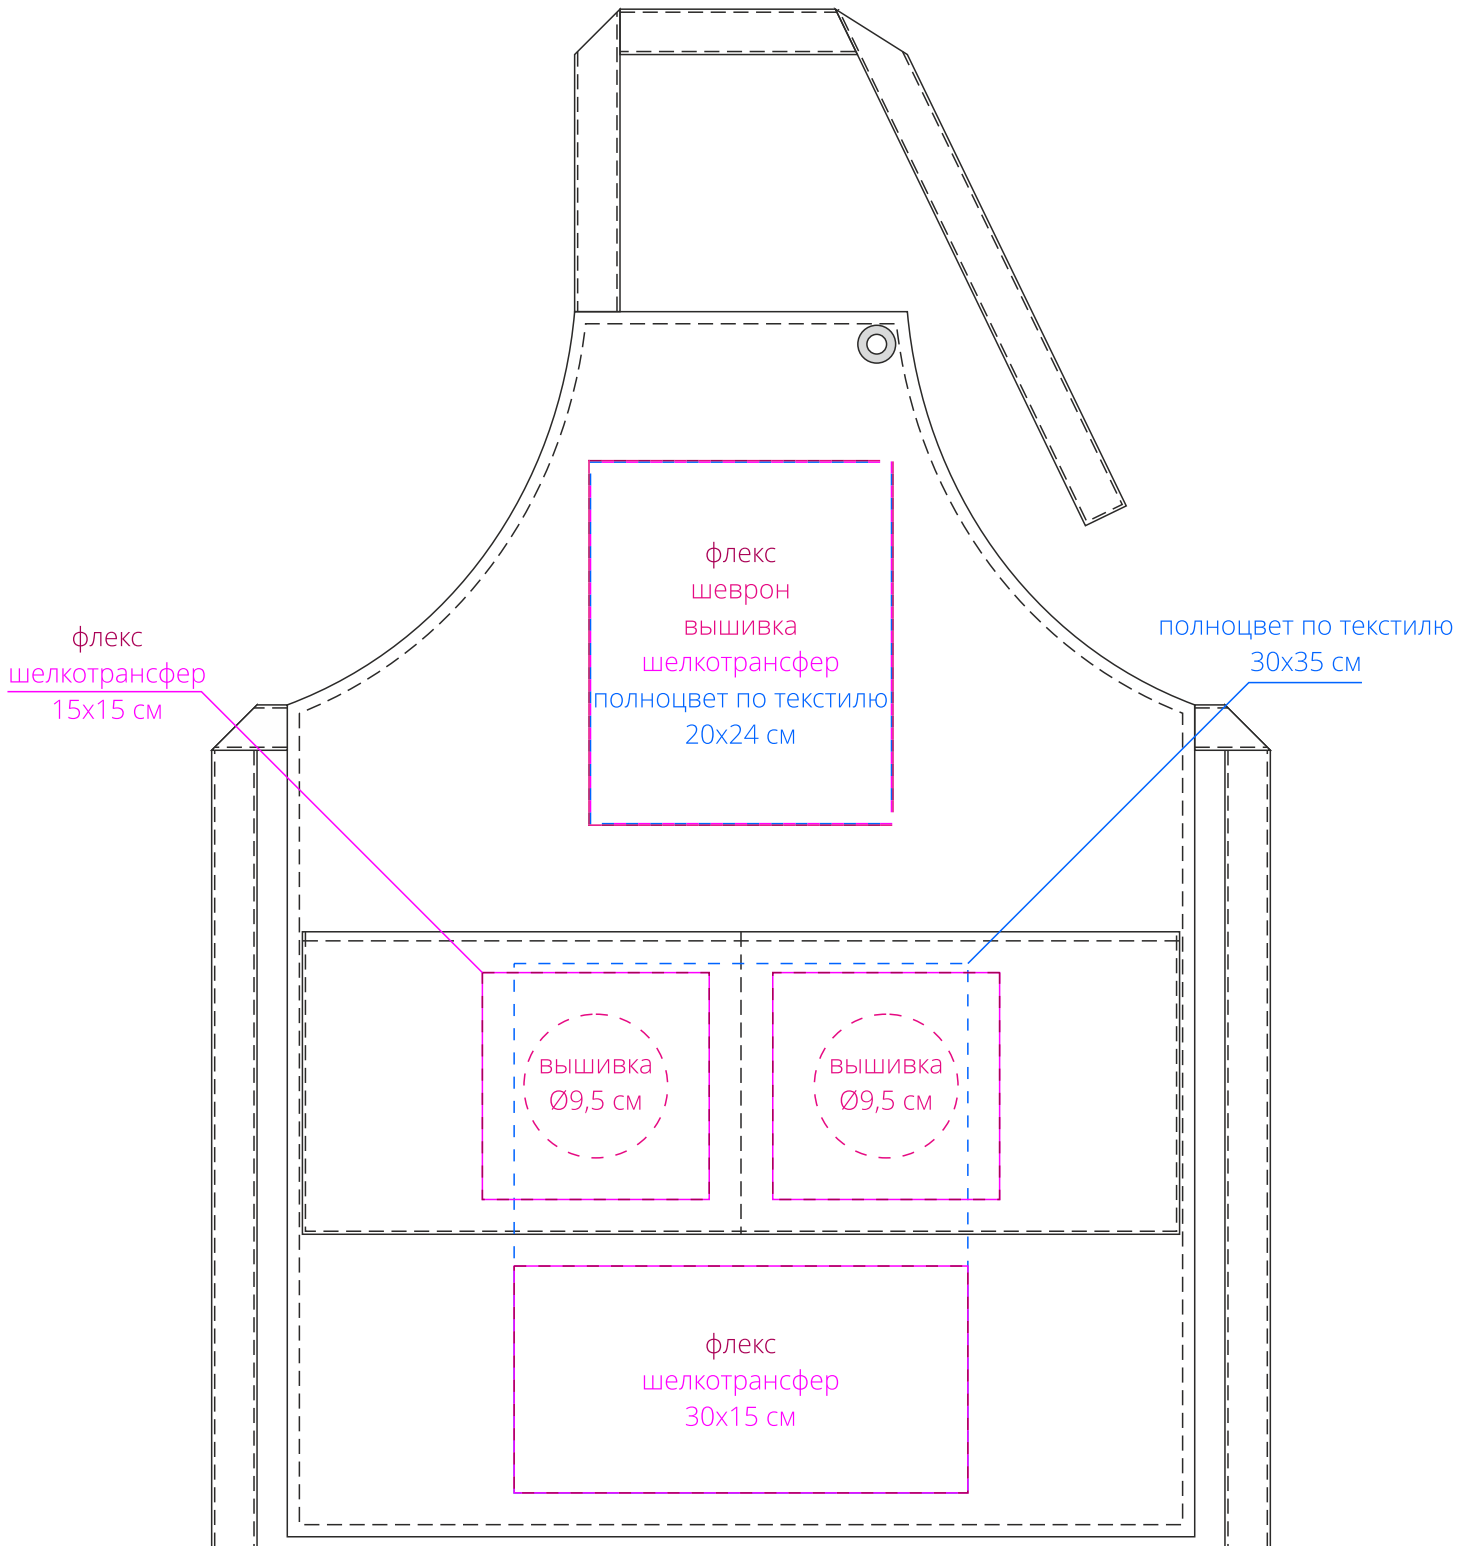 флекс
шеврон
вышивка
шелкотрансфер
полноцвет по текстилю
20x24 см
флекс
шелкотрансфер
15x15 см
полноцвет по текстилю
30x35 см
вышивка
Ø9,5 см
вышивка
Ø9,5 см
флекс
шелкотрансфер
30x15 см